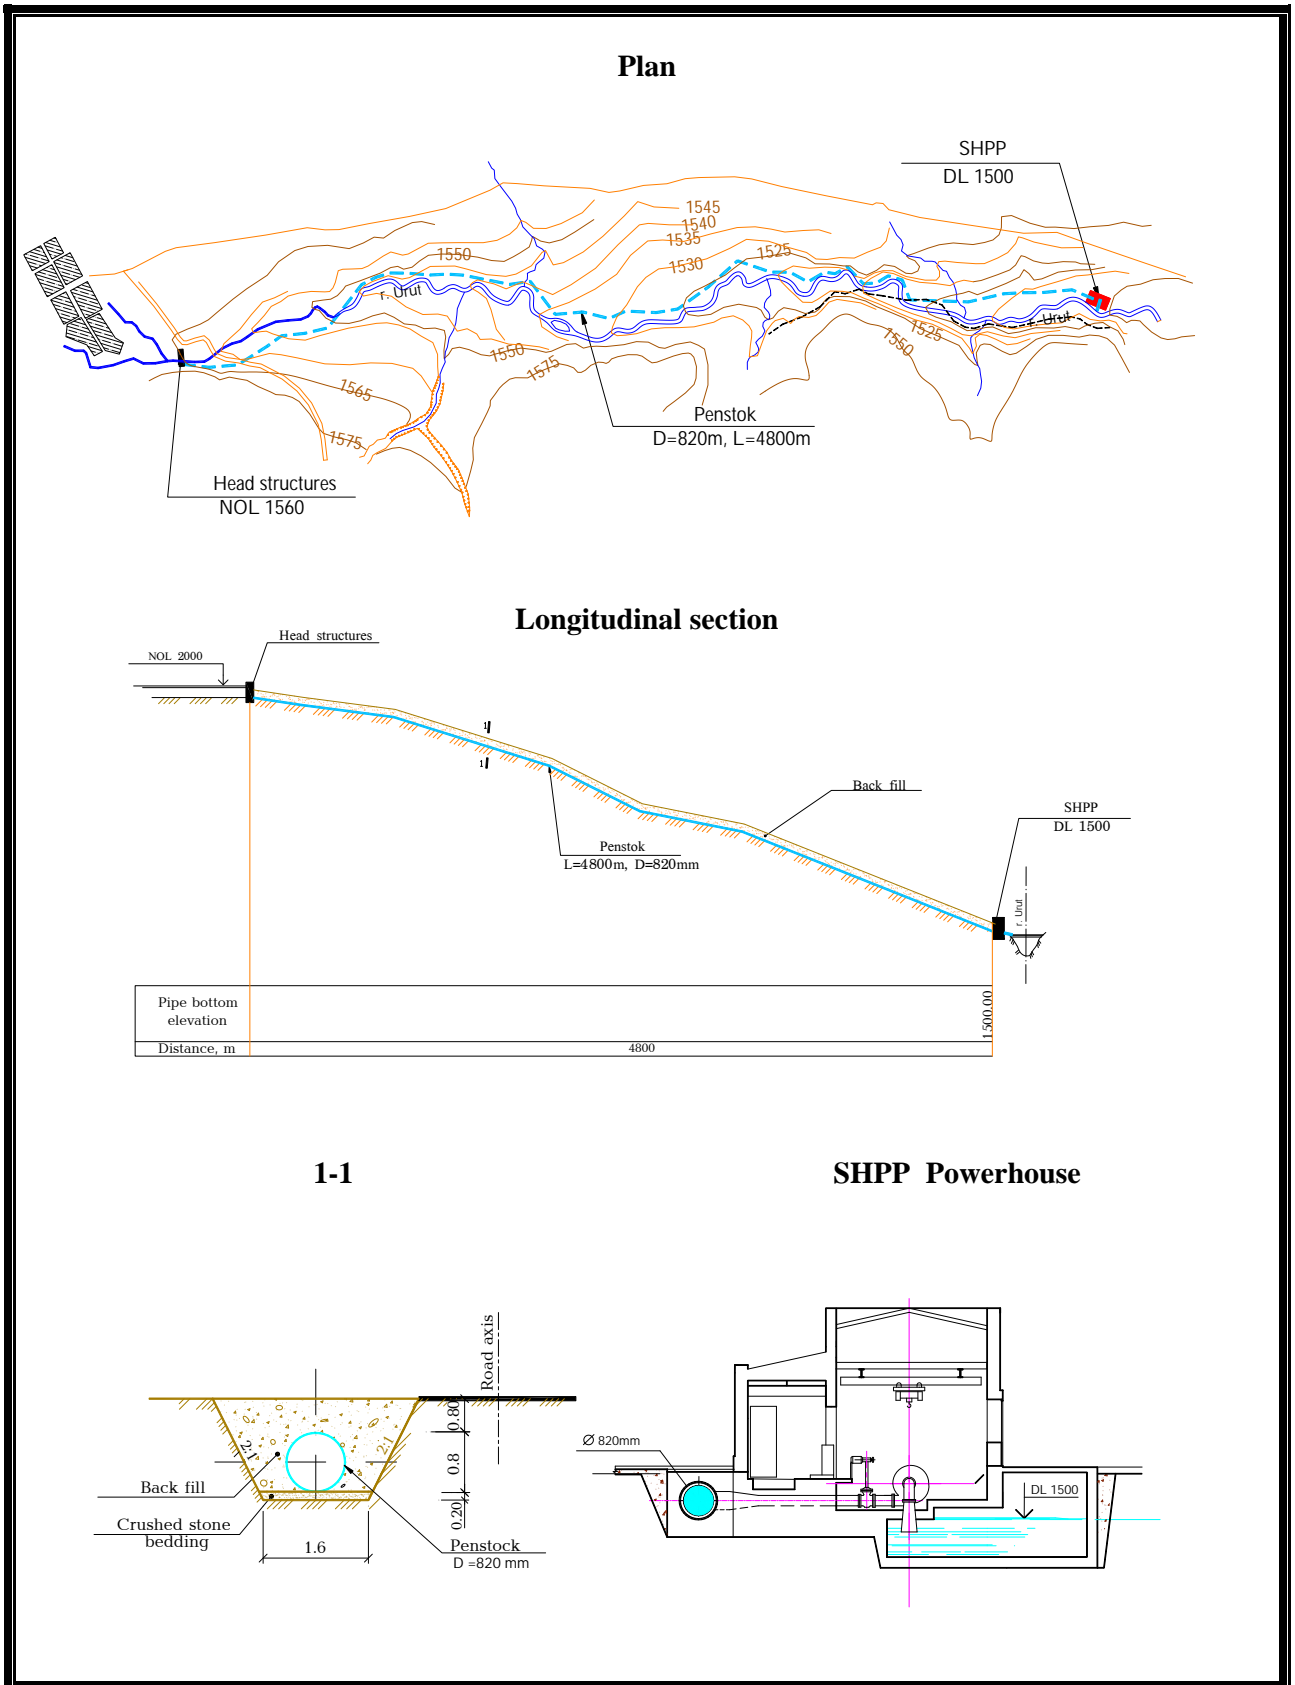 Plan
SHPP
DL 1500
1545
1540
1535
1530
1525
1550
r. Urut
r. Urut
1525
1550
1550
1575
1565
1575
Penstok
D=820m, L=4800m
Head structures
NOL 1560
Longitudinal section
Head structures
NOL 2000
1
1
Back fill
SHPP
DL 1500
Penstok
L=4800m, D=820mm
r. Urut
Pipe bottom
elevation
1500.00
Distance, m
4800
1-1
SHPP Powerhouse
Road axis
0.80
0.8
0.20
2:1
2:1
Back fill
Crushed stone
bedding
1.6
Penstock
D =820 mm
Ø 820mm
DL 1500